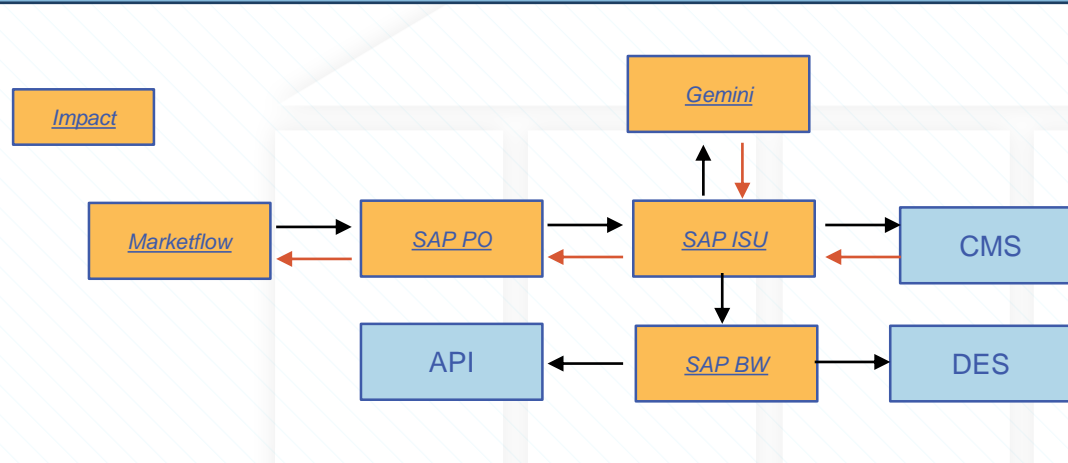 Gemini
Impact
Marketflow
SAP PO
SAP ISU
CMS
API
SAP BW
DES